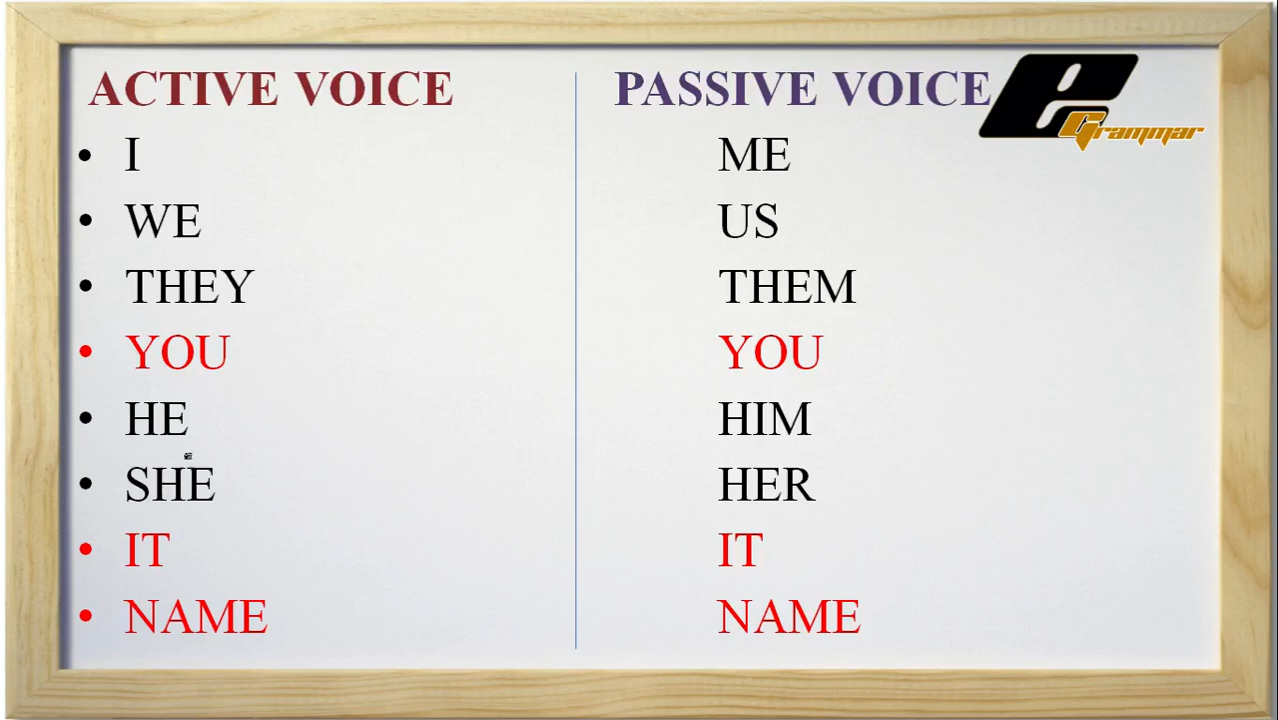 ACTIVE VOICE
PASSIVE VOICE
e Grammar
• I ME
• WE US
• THEY THEM
• YOU YOU
• HE HIM
• SHE HER
• IT IT
• NAME NAME